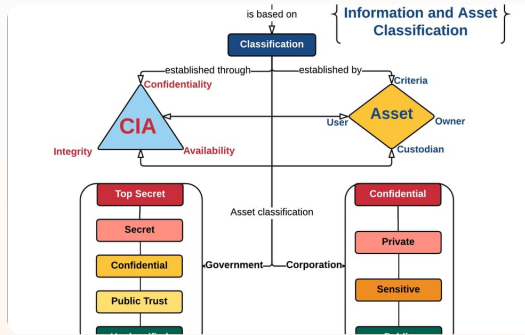 is based on
Information and Asset
Classification
Classification
established through
established by
Confidentiality
Criteria
CIA
Asset
User
Owner
Integrity
Availability
Custodian
Top Secret
Confidential
Secret
Asset classification
Private
Confidential
Government
Corporation
Sensitive
Public Trust